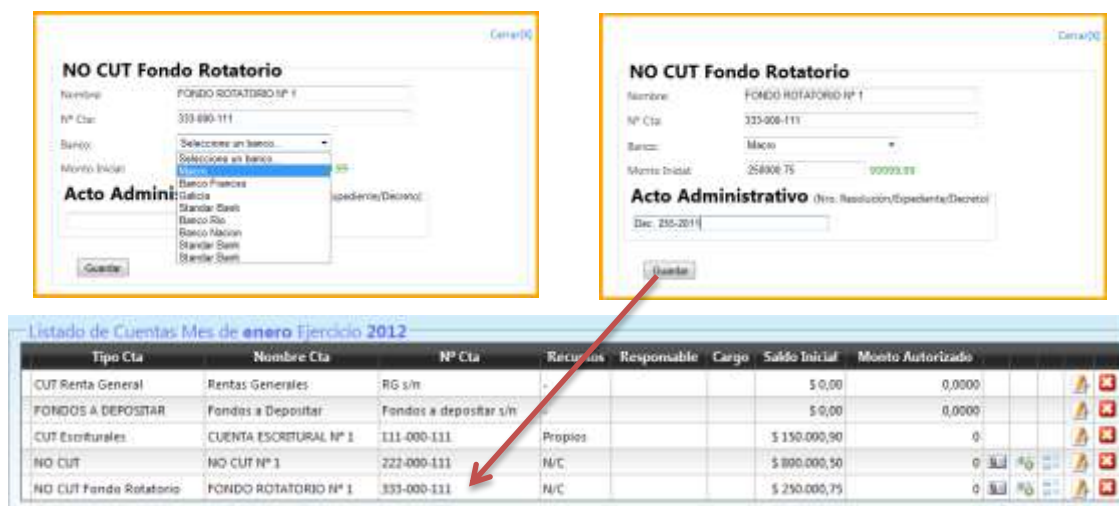 Cerrar[X]
NO CUT Fondo Rotatorio
Nombre: FONDO ROTATORIO Nº 1
Nº Cta: 333-000-111
Banco: Seleccione un banco...
Seleccione un banco...
Macro
Banco Frances
Galicia
Standar Bank
Banco Rio
Banco Nacion
Standar Bank
Standar Bank
Monto Inicial:
Acto Admini
Guardar
Cerrar[X]
NO CUT Fondo Rotatorio
Nombre: FONDO ROTATORIO Nº 1
Nº Cta: 333-000-111
Banco: Macro
Monto Inicial: 250000.75 99999.99
Acto Administrativo (Nro. Resolución/Expediente/Decreto)
Dec. 255-2011
Guardar
Listado de Cuentas Mes de enero Ejercicio 2012
Tipo Cta Nombre Cta Nº Cta Recursos Responsable Cargo Saldo Inicial Monto Autorizado
CUT Renta General Rentas Generales RG s/n - $ 0,00 0,0000
FONDOS A DEPOSITAR Fondos a Depositar Fondos a depositar s/n - $ 0,00 0,0000
CUT Escriturales CUENTA ESCRITURAL Nº 1 111-000-111 Propios $ 150.000,90 0
NO CUT NO CUT Nº 1 222-000-111 N/C $ 800.000,50 0
NO CUT Fondo Rotatorio FONDO ROTATORIO Nº 1 333-000-111 N/C $ 250.000,75 0